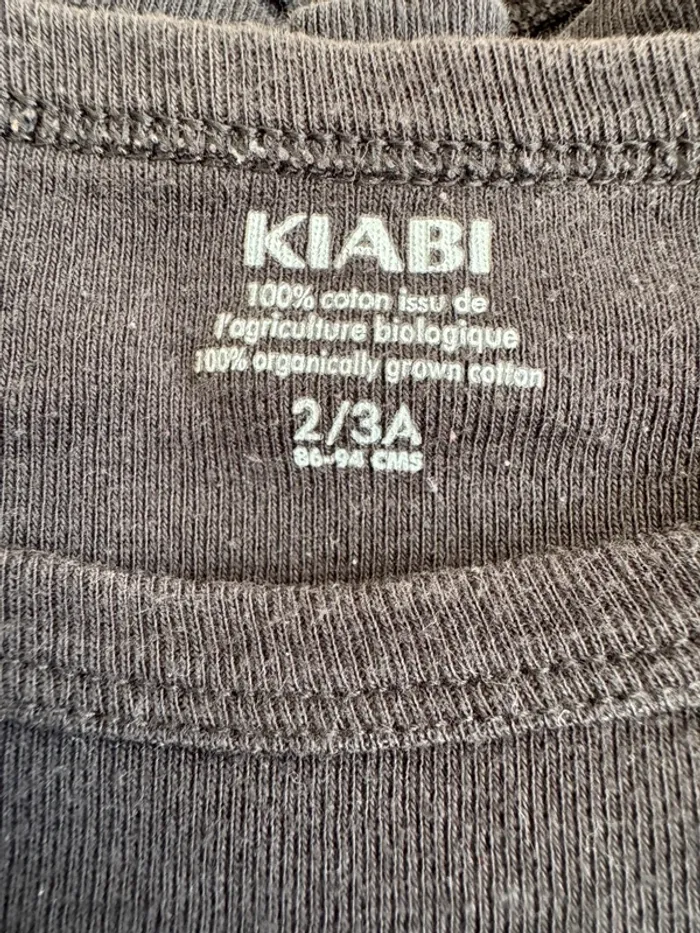 KIABI
100% coton issu de
l'agriculture biologique
100% organically grown cotton
2/3A
86-94 CMS